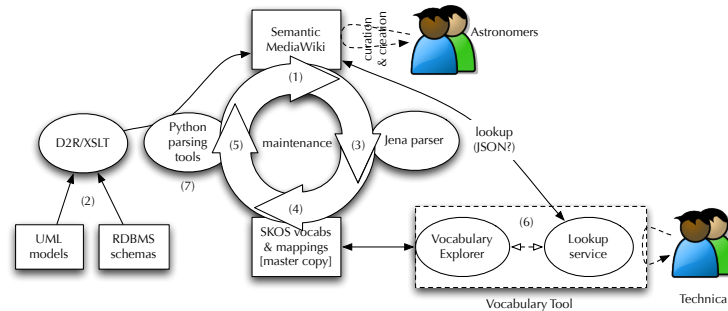 Semantic
MediaWiki
curation
& creation
Astronomers
(1)
D2R/XSLT
Python
parsing
tools
(5)
maintenance
(3)
Jena parser
lookup
(JSON?)
(7)
(2)
(4)
UML
models
RDBMS
schemas
SKOS vocabs
& mappings
[master copy]
(6)
Vocabulary
Explorer
Lookup
service
Technica
Vocabulary Tool